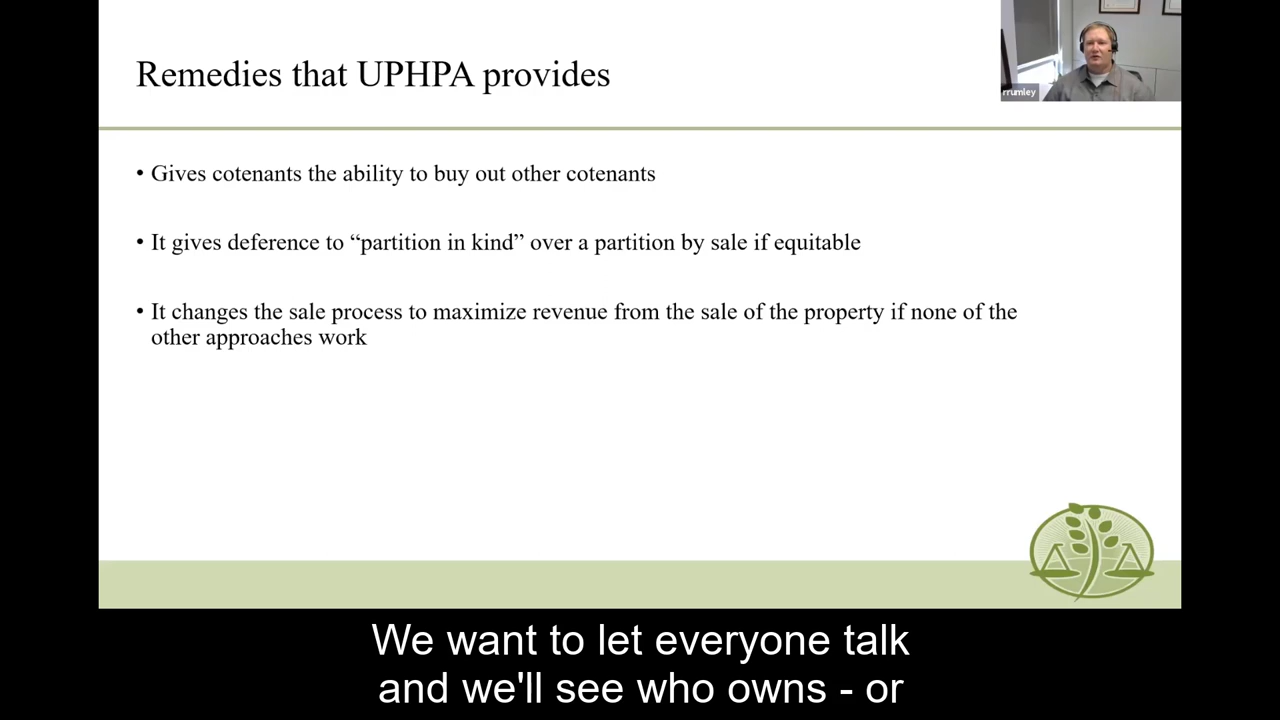 Remedies that UPHPA provides
rrumley
• Gives cotenants the ability to buy out other cotenants
• It gives deference to “partition in kind” over a partition by sale if equitable
• It changes the sale process to maximize revenue from the sale of the property if none of the
other approaches work
We want to let everyone talk
and we'll see who owns - or